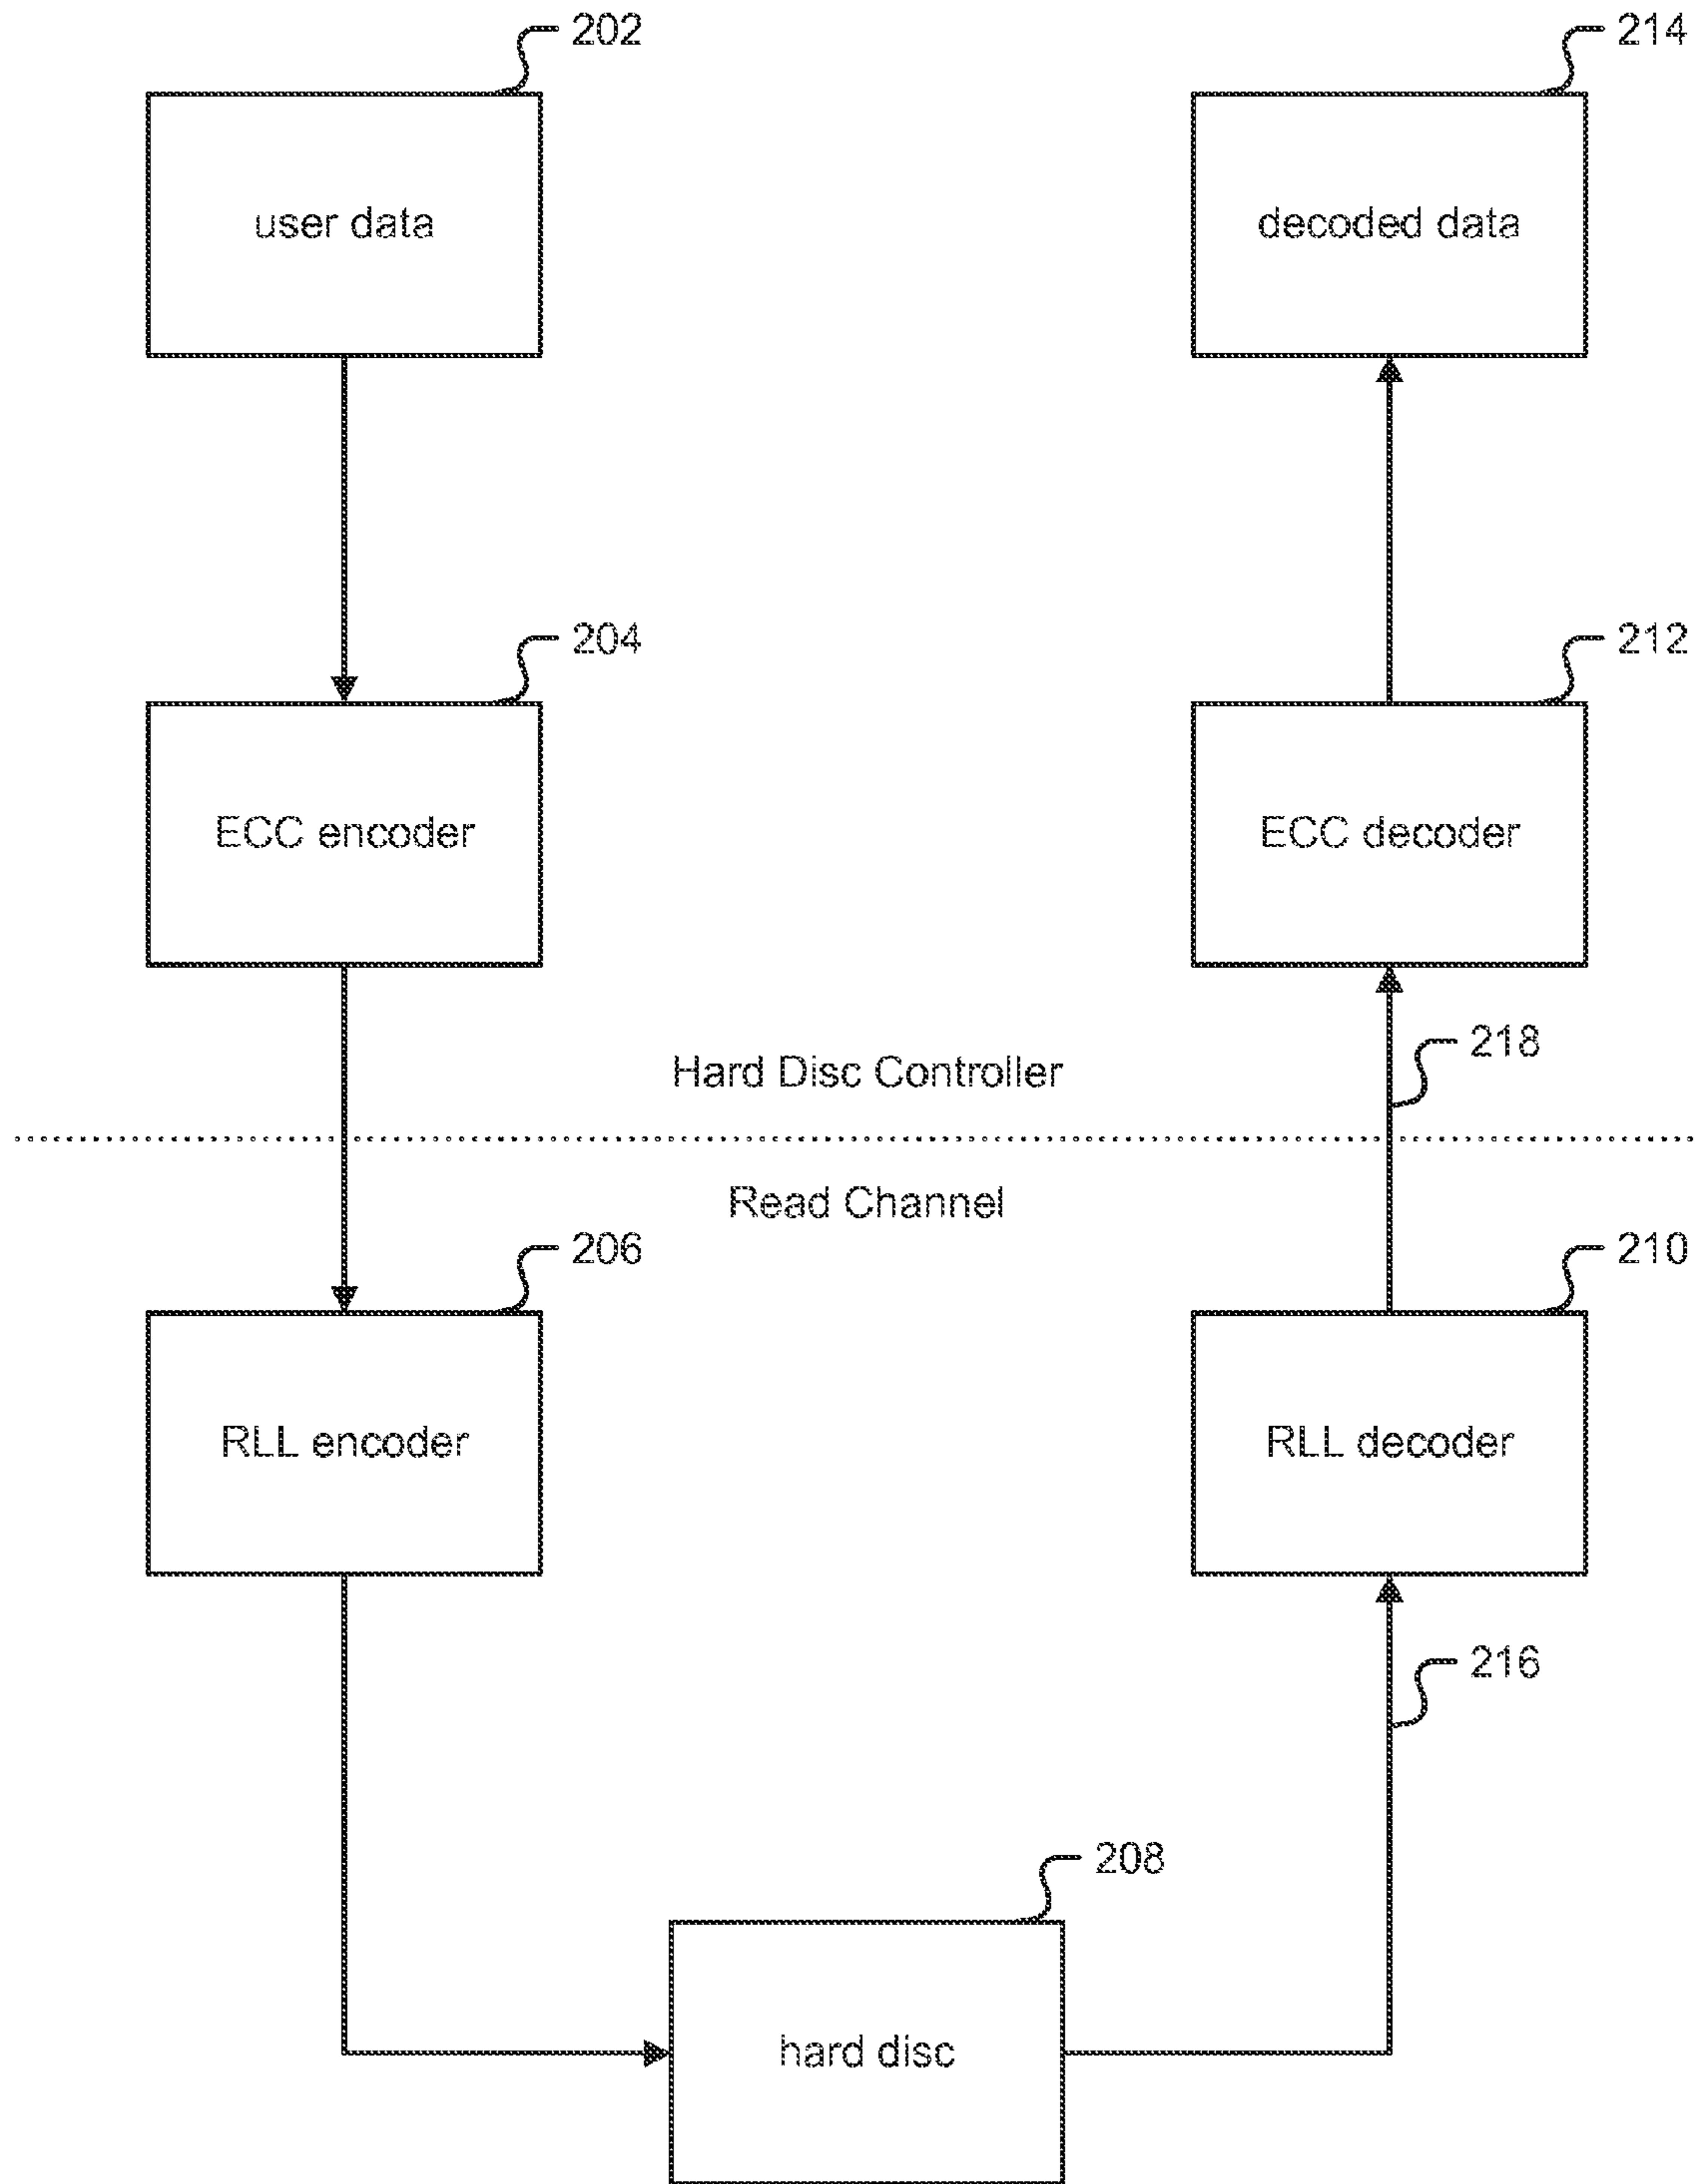 202
214
user data
decoded data
204
212
ECC encoder
ECC decoder
218
Hard Disc Controller
Read Channel
206
210
RLL encoder
RLL decoder
216
208
hard disc